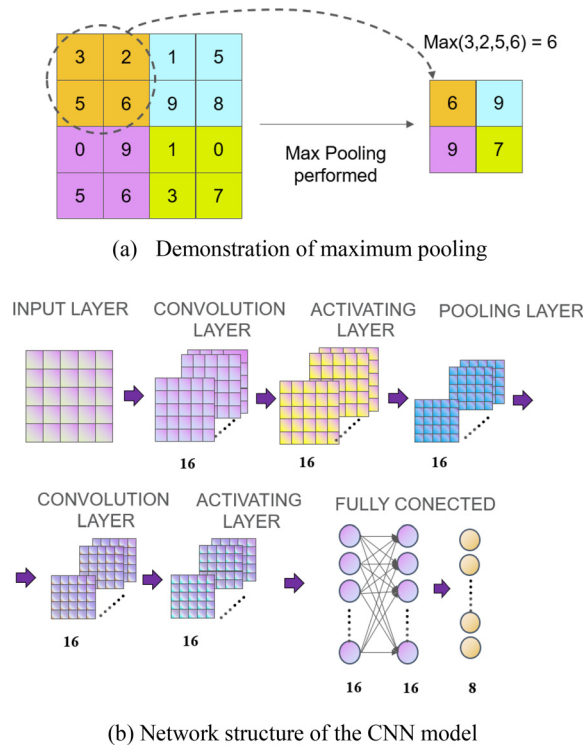 Max(3,2,5,6) = 6
3 2 1 5
5 6 9 8
0 9 1 0
5 6 3 7
6 9
9 7
Max Pooling
performed
(a) Demonstration of maximum pooling
INPUT LAYER
CONVOLUTION
LAYER
ACTIVATING
LAYER
POOLING LAYER
16
16
16
CONVOLUTION
LAYER
ACTIVATING
LAYER
FULLY CONECTED
16
16
16
16
8
(b) Network structure of the CNN model